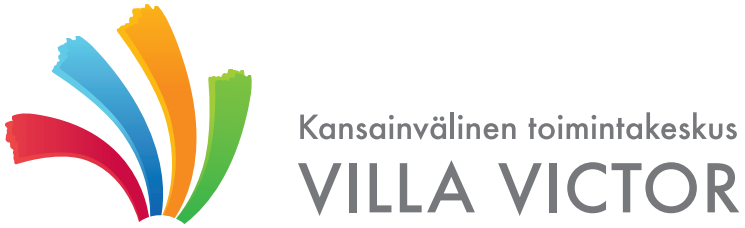 Kansainvälinen toimintakeskus
VILLA VICTOR